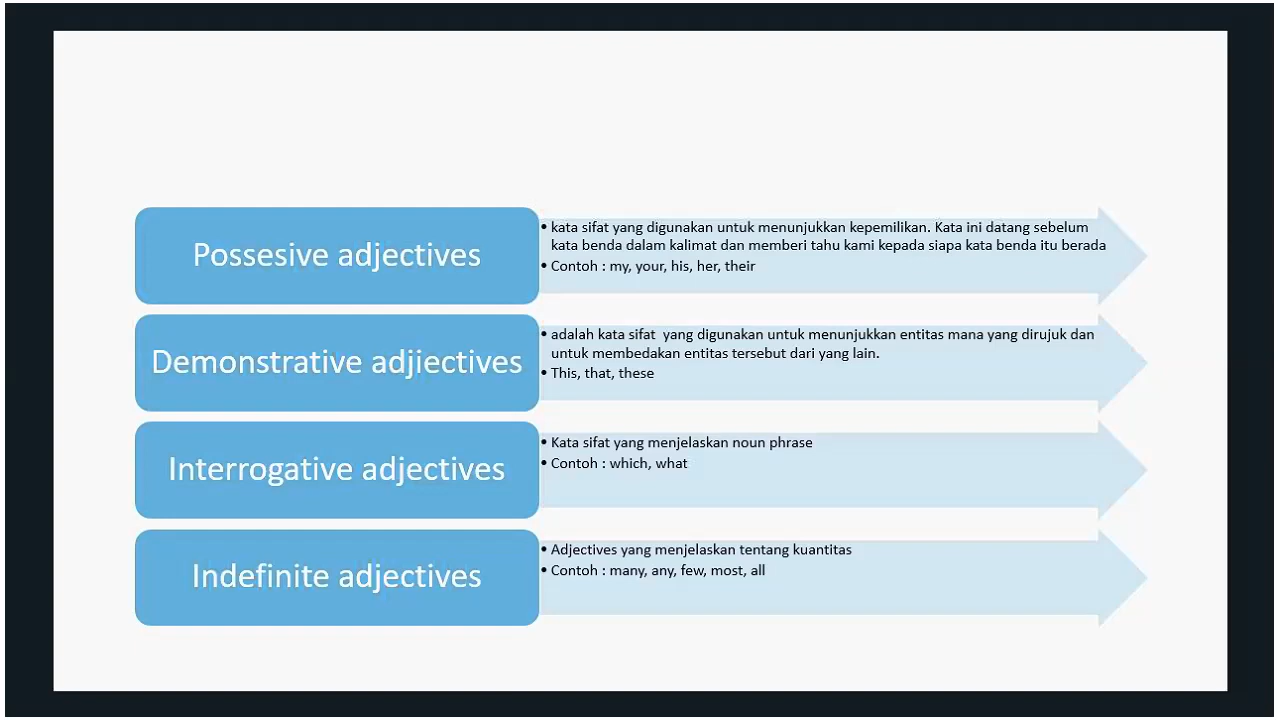 Possesive adjectives
• kata sifat yang digunakan untuk menunjukkan kepemilikan. Kata ini datang sebelum
kata benda dalam kalimat dan memberi tahu kami kepada siapa kata benda itu berada
• Contoh : my, your, his, her, their
Demonstrative adjiectives
• adalah kata sifat  yang digunakan untuk menunjukkan entitas mana yang dirujuk dan
untuk membedakan entitas tersebut dari yang lain.
• This, that, these
Interrogative adjectives
• Kata sifat yang menjelaskan noun phrase
• Contoh : which, what
Indefinite adjectives
• Adjectives yang menjelaskan tentang kuantitas
• Contoh : many, any, few, most, all